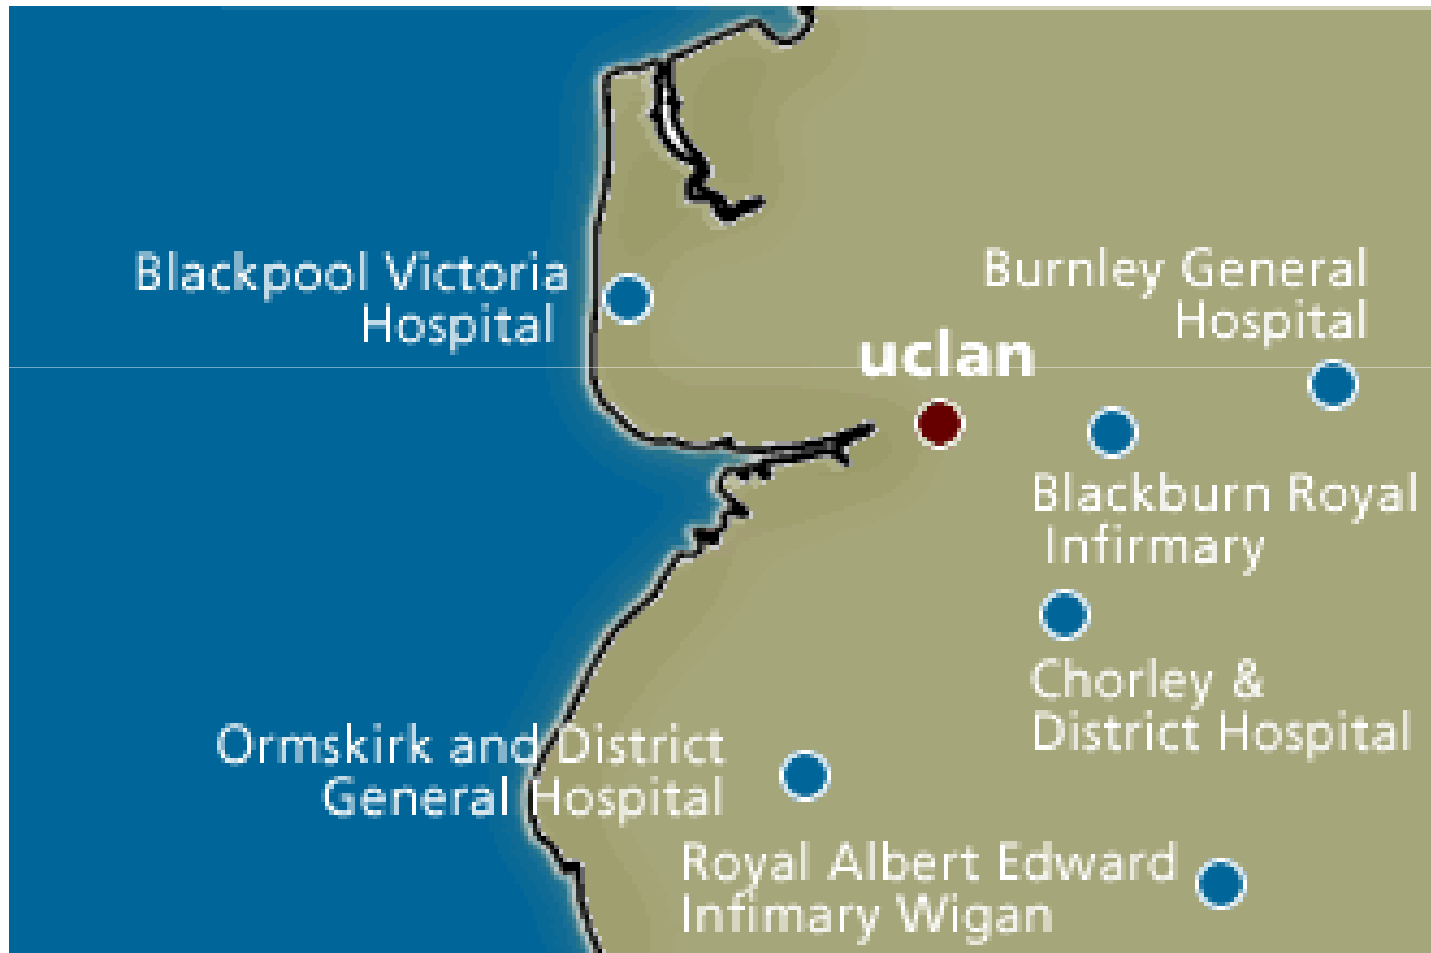 Blackpool Victoria
Hospital
Burnley General
Hospital
uclan
Blackburn Royal
Infirmary
Chorley &
District Hospital
Ormskirk and District
General Hospital
Royal Albert Edward
Infimary Wigan